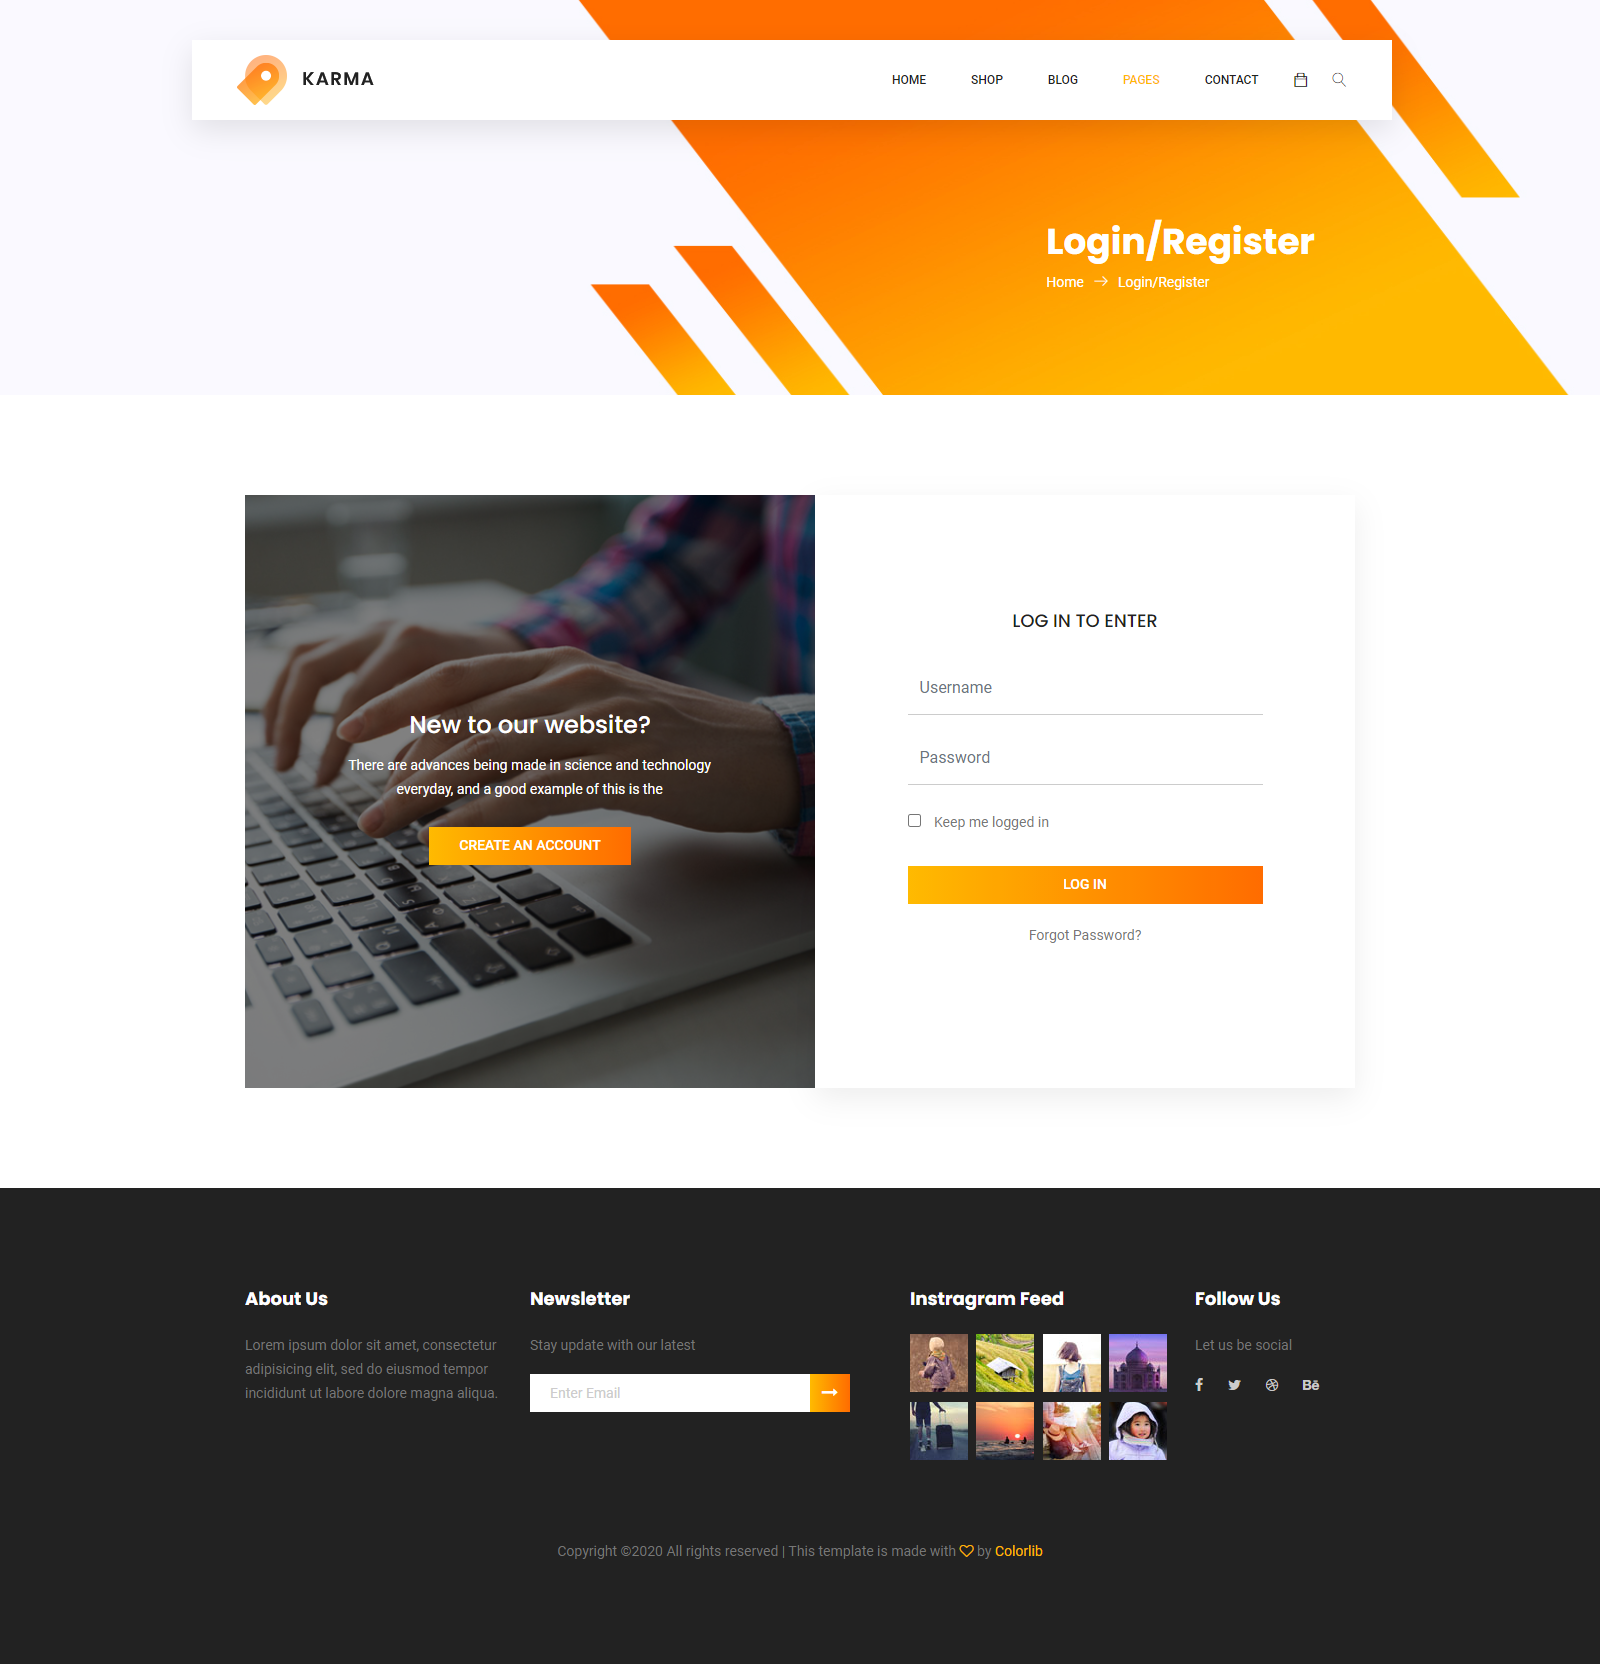 KARMA
HOME SHOP BLOG PAGES CONTACT
Login/Register
Home → Login/Register
New to our website?
There are advances being made in science and technology
everyday, and a good example of this is the
CREATE AN ACCOUNT
LOG IN TO ENTER
Username
Password
Keep me logged in
LOG IN
Forgot Password?
About Us
Lorem ipsum dolor sit amet, consectetur
adipisicing elit, sed do eiusmod tempor
incididunt ut labore dolore magna aliqua.
Newsletter
Stay update with our latest
Enter Email
Instragram Feed
Follow Us
Let us be social
Bē
Copyright ©2020 All rights reserved | This template is made with ♡ by Colorlib